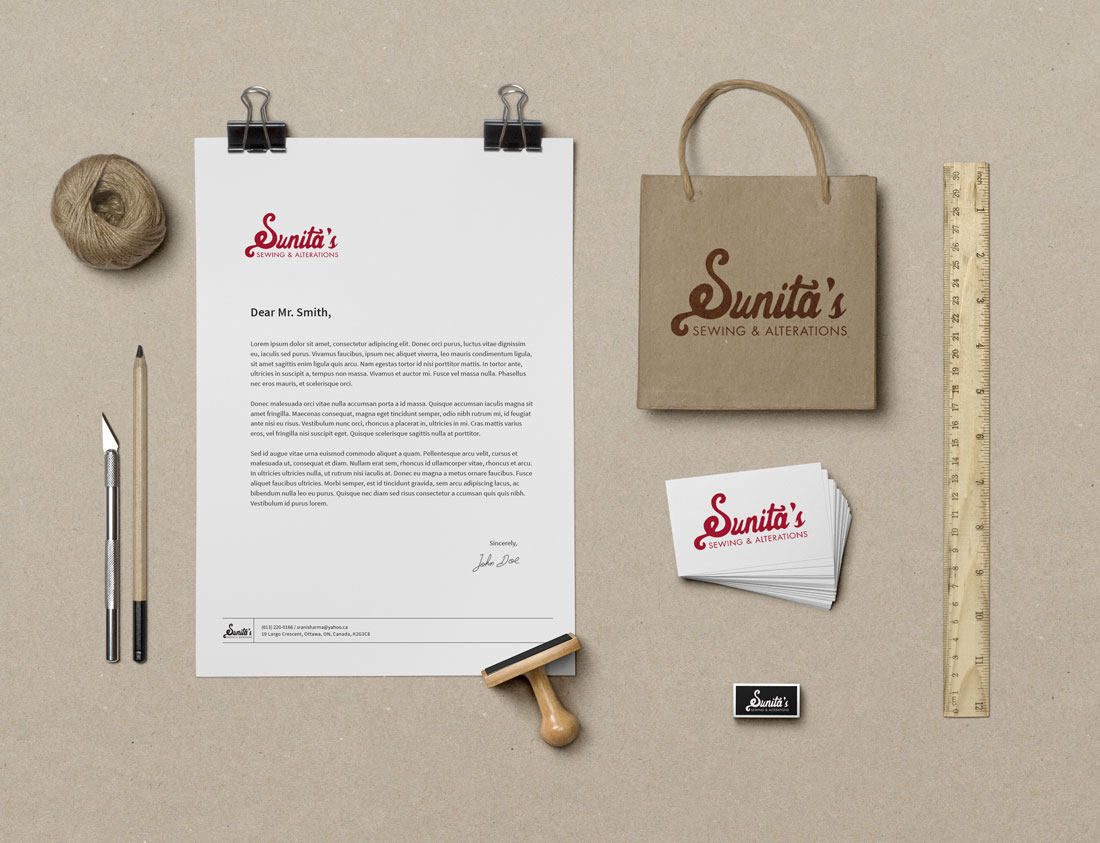 Sunita's
SEWING & ALTERATIONS
Dear Mr. Smith,
Lorem ipsum dolor sit amet, consectetur adipiscing elit. Donec orci purus, luctus vitae dignissim
eu, iaculis sed purus. Vivamus faucibus, ipsum nec aliquet viverra, leo mauris condimentum ligula,
sit amet sagittis enim ligula quis arcu. Nam egestas tortor id nisi porttitor mattis. In tortor ante,
ultricies in suscipit a, tempus non massa. Vivamus et auctor mi. Fusce vel massa nulla. Phasellus
nec eros mauris, et scelerisque orci.
Donec malesuada orci vitae nulla accumsan porta a id massa. Quisque accumsan iaculis magna sit
amet fringilla. Maecenas consequat, magna eget tincidunt semper, odio nibh rutrum mi, id feugiat
ante nisi eu risus. Vestibulum nunc orci, rhoncus a placerat in, ultricies in mi. Cras mattis varius
eros, vel fringilla nisi suscipit eget. Quisque scelerisque sagittis nulla at porttitor.
Sed id augue vitae urna euismod commodo aliquet a quam. Pellentesque arcu velit, cursus et
malesuada ut, consequat et diam. Nullam erat sem, rhoncus id ullamcorper vitae, rhoncus et arcu.
In ultricies ultricies nulla, ut rutrum nisi iaculis at. Donec eu magna a metus ornare faucibus. Fusce
aliquet faucibus ultricies. Morbi semper, est id tincidunt gravida, sem arcu adipiscing lacus, ac
bibendum nulla leo eu purus. Quisque nec diam sed risus consectetur a ccumsan quis quis nibh.
Vestibulum id purus lorem.
Sincerely,
John Doe
Sunita's
SEWING & ALTERATIONS
(613) 220-0166 / sranisharma@yahoo.ca
19 Largo Crescent, Ottawa, ON, Canada, K2G3C8
Sunita's
SEWING & ALTERATIONS
Sunita's
SEWING & ALTERATIONS
Sunita's
SEWING & ALTERATIONS
inch 1 2 3 4 5 6 7 8 9 10 11 12
cm 1 2 3 4 5 6 7 8 9 10 11 12 13 14 15 16 17 18 19 20 21 22 23 24 25 26 27 28 29 30